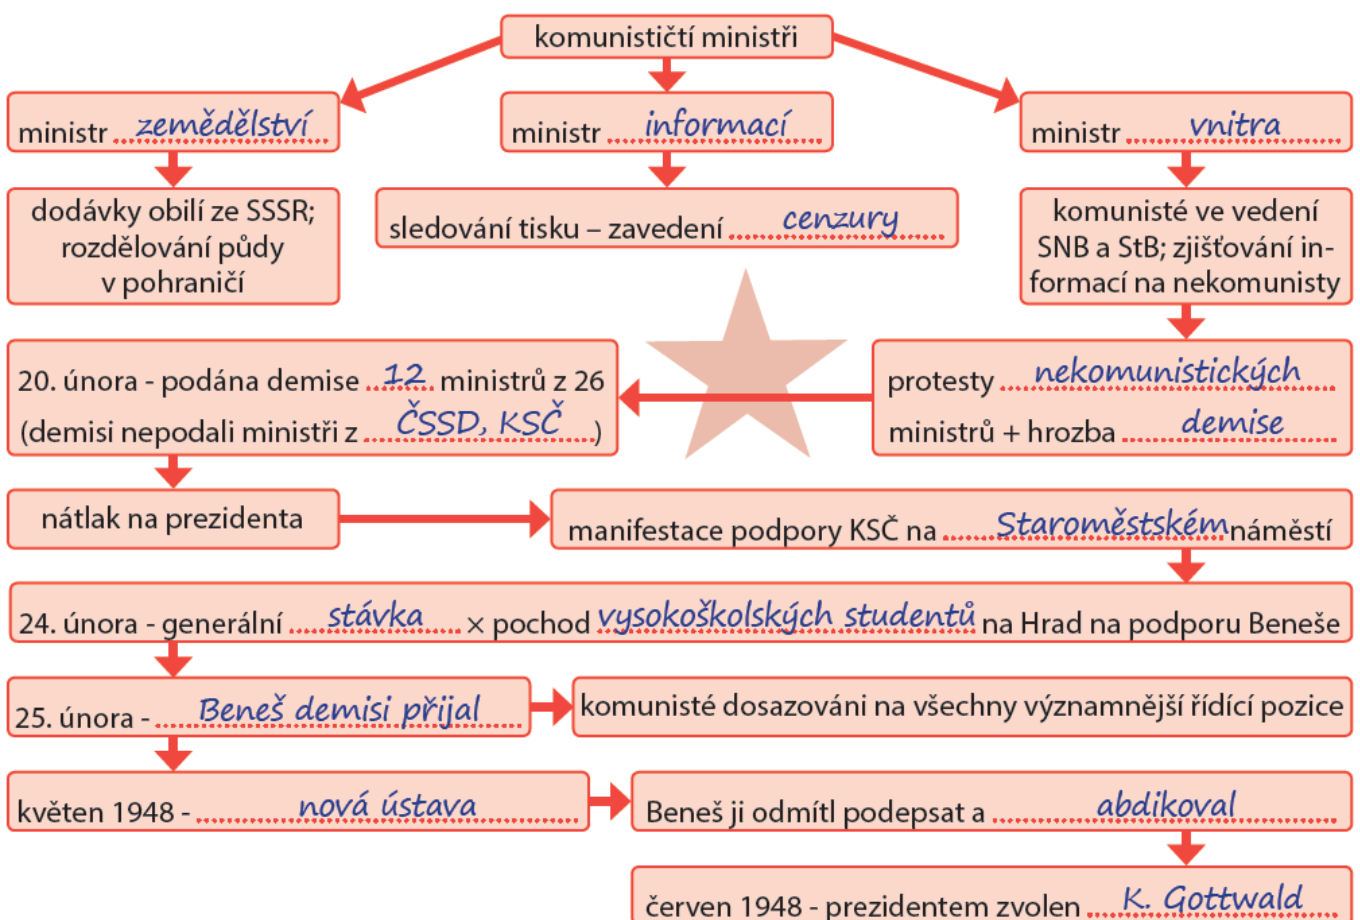 komunističtí ministři
ministr zemědělství
ministr informací
ministr vnitra
dodávky obilí ze SSSR;
rozdělování půdy
v pohraničí
sledování tisku – zavedení cenzury
komunisté ve vedení
SNB a StB; zjišťování in-
formací na nekomunisty
20. února - podána demise 12 ministrů z 26
(demisi nepodali ministři z ČSSD, KSČ)
protesty nekomunistických
ministrů + hrozba demise
nátlak na prezidenta
manifestace podpory KSČ na Staroměstském náměstí
24. února - generální stávka × pochod vysokoškolských studentů na Hrad na podporu Beneše
25. února - Beneš demisi přijal
komunisté dosazováni na všechny významnější řídící pozice
květen 1948 - nová ústava
Beneš ji odmítl podepsat a abdikoval
červen 1948 - prezidentem zvolen K. Gottwald